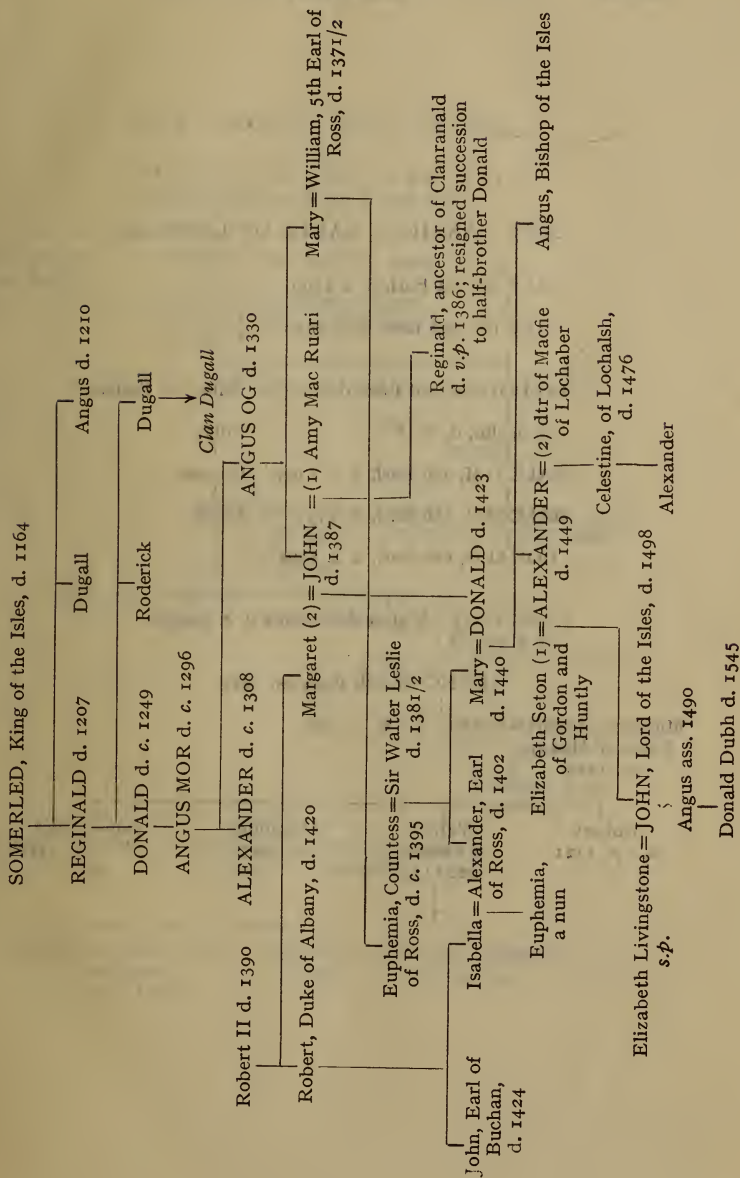 SOMERLED, King of the Isles, d. 1164
REGINALD d. 1207
Dugall
Angus d. 1210
DONALD d. c. 1249
Roderick
Dugall
ANGUS MOR d. c. 1296
Clan Dugall
Robert II d. 1390
ALEXANDER d. c. 1308
ANGUS OG d. 1330
Robert, Duke of Albany, d. 1420
Margaret (2)=JOHN =(1) Amy Mac Ruari
d. 1387
Mary=William, 5th Earl of
Ross, d. 1371/2
Euphemia, Countess=Sir Walter Leslie
of Ross, d. c. 1395 d. 1381/2
Reginald, ancestor of Clanranald
d. v.p. 1386; resigned succession
to half-brother Donald
John, Earl of
Buchan,
d. 1424
Isabella=Alexander, Earl
of Ross, d. 1402
Mary=DONALD d. 1423
d. 1440
Euphemia,
a nun
Elizabeth Seton (1)=ALEXANDER=(2) dtr of Macfie
of Gordon and d. 1449 of Lochaber
Huntly
Angus, Bishop of the Isles
Celestine, of Lochalsh,
d. 1476
Elizabeth Livingstone=JOHN, Lord of the Isles, d. 1498
s.p.
Alexander
Angus ass. 1490
Donald Dubh d. 1545